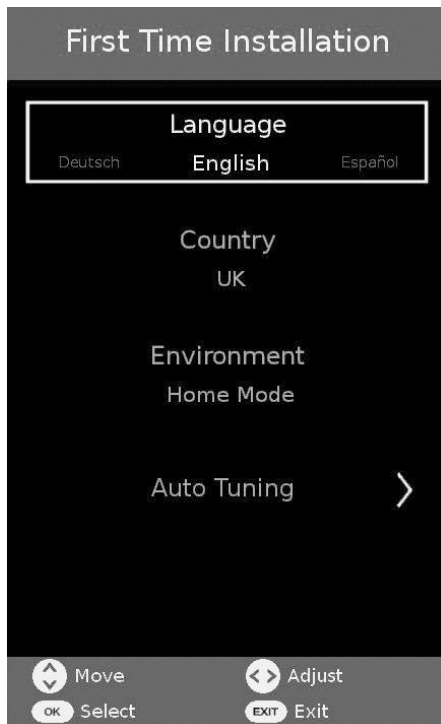 First Time Installation
Language
Deutsch English Español
Country
UK
Environment
Home Mode
Auto Tuning
Move Adjust
OK Select EXIT Exit